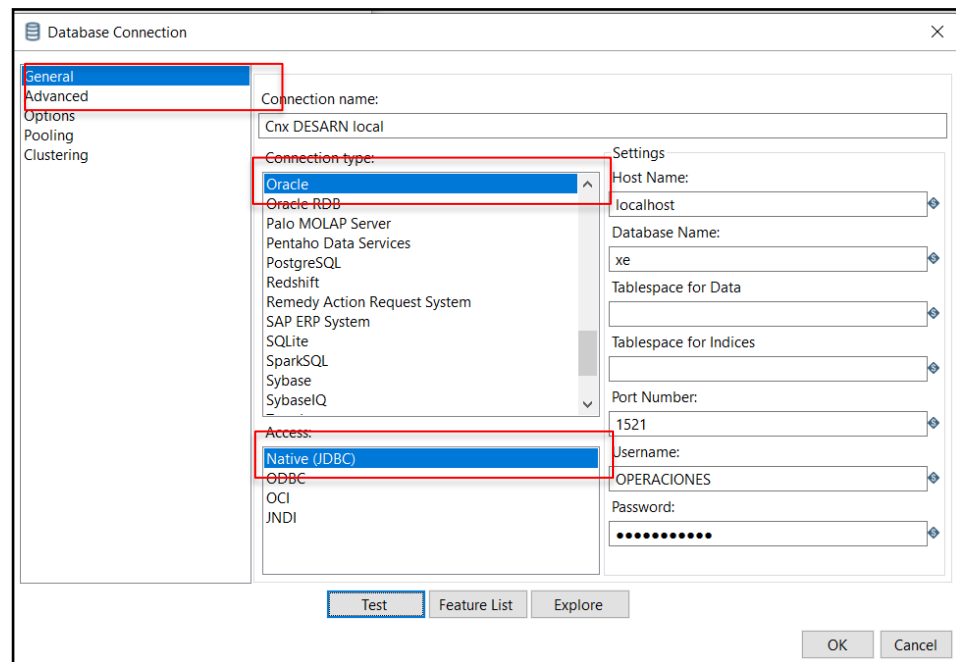 Database Connection
General
Advanced
Options
Pooling
Clustering
Connection name:
Cnx DESARN local
Connection type:
Oracle
Oracle RDB
Palo MOLAP Server
Pentaho Data Services
PostgreSQL
Redshift
Remedy Action Request System
SAP ERP System
SQLite
SparkSQL
Sybase
SybaseIQ
Access:
Native (JDBC)
ODBC
OCI
JNDI
Settings
Host Name:
localhost
Database Name:
xe
Tablespace for Data
Tablespace for Indices
Port Number:
1521
Username:
OPERACIONES
Password:
●●●●●●●●●●●
Test
Feature List
Explore
OK
Cancel